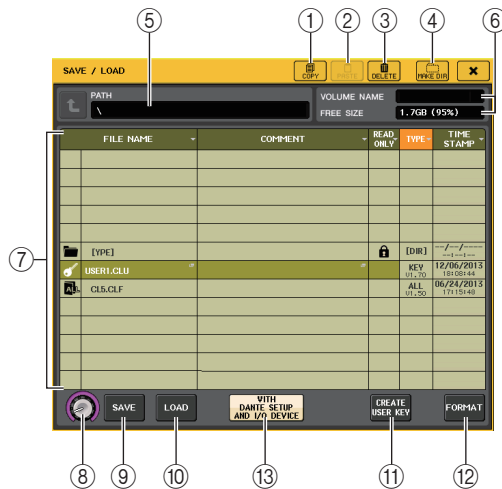 ⑤ ① ② ③ ④ ⑥
SAVE / LOAD
COPY
PASTE
DELETE
MAKE DIR
PATH
\
VOLUME NAME
FREE SIZE
1.7GB (95%)
FILE NAME
COMMENT
READ ONLY
TYPE
TIME STAMP
[YPE]
[DIR]
--/--/----
--:--:--
USER1.CLU
KEY
V1.70
12/06/2013
18:08:44
ALL
CL5.CLF
ALL
V1.50
06/24/2013
17:15:48
⑦
SAVE
LOAD
WITH
DANTE SETUP
AND I/O DEVICE
CREATE
USER KEY
FORMAT
⑧ ⑨ ⑩ ⑬ ⑪ ⑫